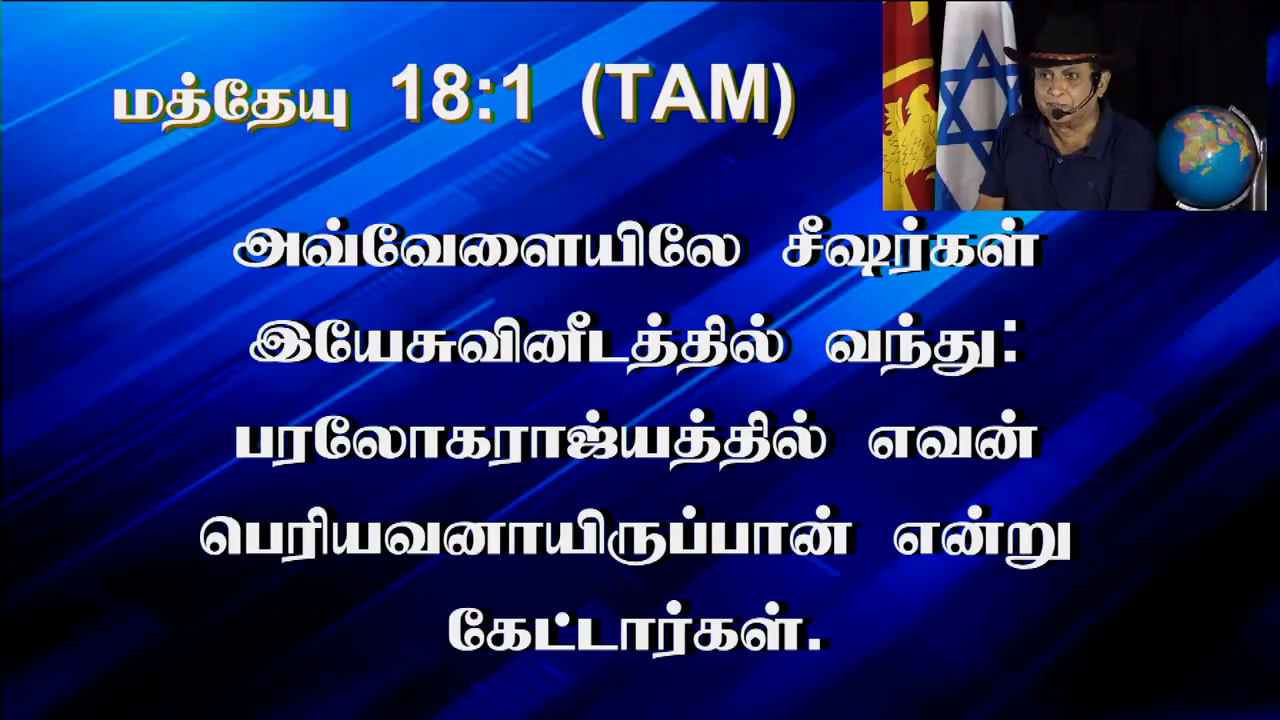 மத்தேயு 18:1 (TAM)
அவ்வேளையிலே சீஷர்கள்
இயேசுவினீடத்தில் வந்து:
பரலோகராஜ்யத்தில் எவன்
பெரியவனாயிருப்பான் என்று
கேட்டார்கள்.